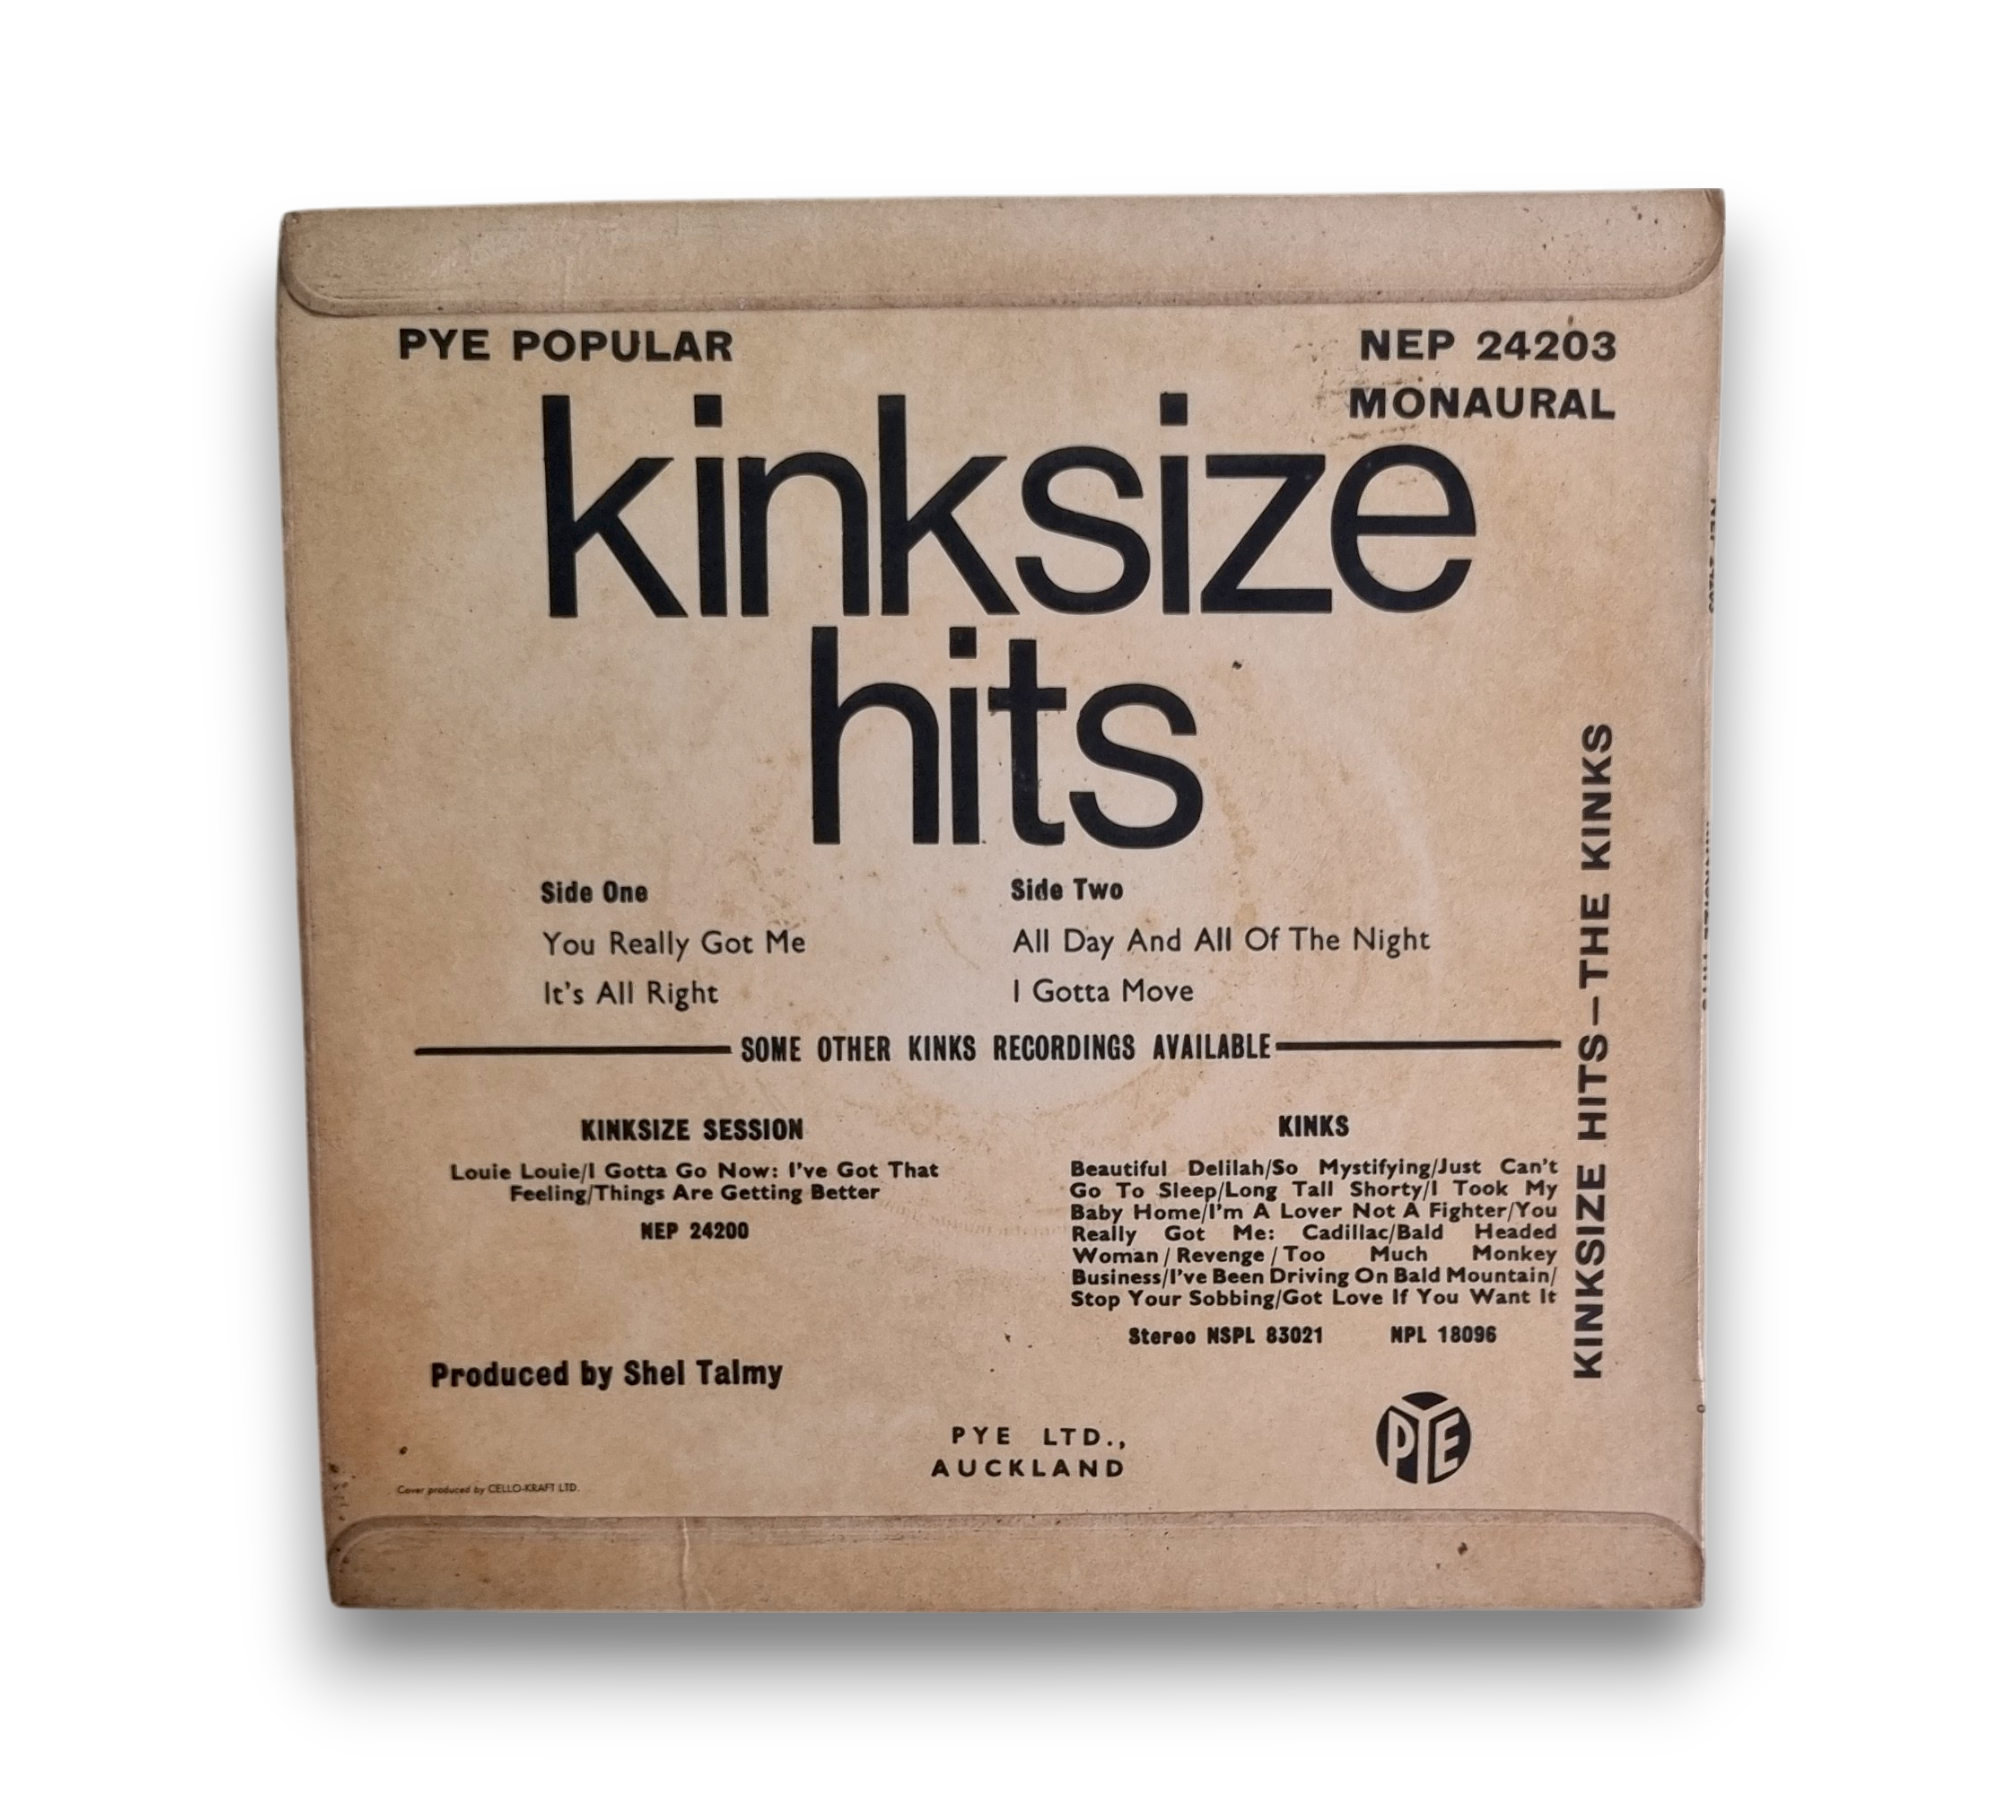 PYE POPULAR
NEP 24203
MONAURAL
kinksize
hits
Side One
You Really Got Me
It's All Right
Side Two
All Day And All Of The Night
I Gotta Move
SOME OTHER KINKS RECORDINGS AVAILABLE
KINKSIZE SESSION
Louie Louie/I Gotta Go Now: I've Got That
Feeling/Things Are Getting Better
NEP 24200
KINKS
Beautiful Delilah/So Mystifying/Just Can't
Go To Sleep/Long Tall Shorty/I Took My
Baby Home/I'm A Lover Not A Fighter/You
Really Got Me: Cadillac/Bald Headed
Woman/Revenge/Too Much Monkey
Business/I've Been Driving On Bald Mountain/
Stop Your Sobbing/Got Love If You Want It
Stereo NSPL 83021 NPL 18096
KINKSIZE HITS—THE KINKS
Produced by Shel Talmy
PYE LTD.,
AUCKLAND
PYE
Cover produced by CELLO-KRAFT LTD.